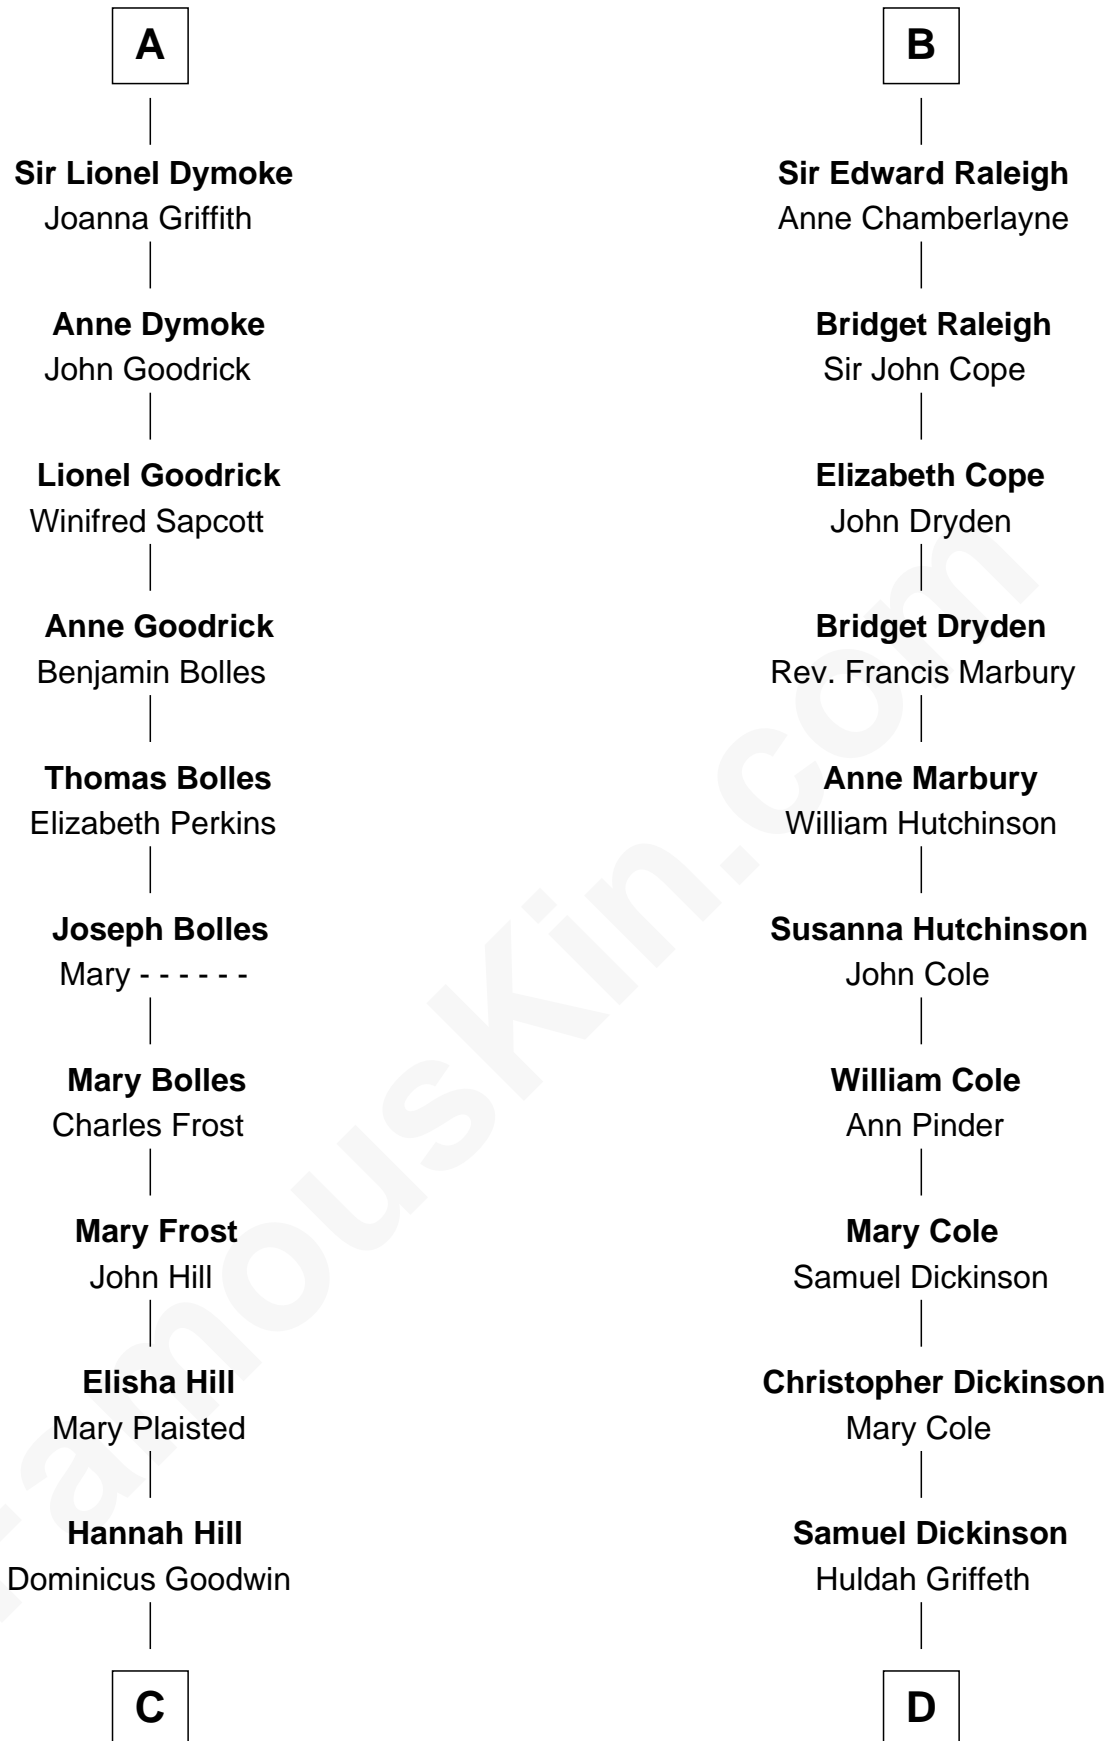 A
Sir Lionel Dymoke
Joanna Griffith
Anne Dymoke
John Goodrick
Lionel Goodrick
Winifred Sapcott
Anne Goodrick
Benjamin Bolles
Thomas Bolles
Elizabeth Perkins
Joseph Bolles
Mary - - - - - -
Mary Bolles
Charles Frost
Mary Frost
John Hill
Elisha Hill
Mary Plaisted
Hannah Hill
Dominicus Goodwin
C
B
Sir Edward Raleigh
Anne Chamberlayne
Bridget Raleigh
Sir John Cope
Elizabeth Cope
John Dryden
Bridget Dryden
Rev. Francis Marbury
Anne Marbury
William Hutchinson
Susanna Hutchinson
John Cole
William Cole
Ann Pinder
Mary Cole
Samuel Dickinson
Christopher Dickinson
Mary Cole
Samuel Dickinson
Huldah Griffeth
D
FamousKin.com